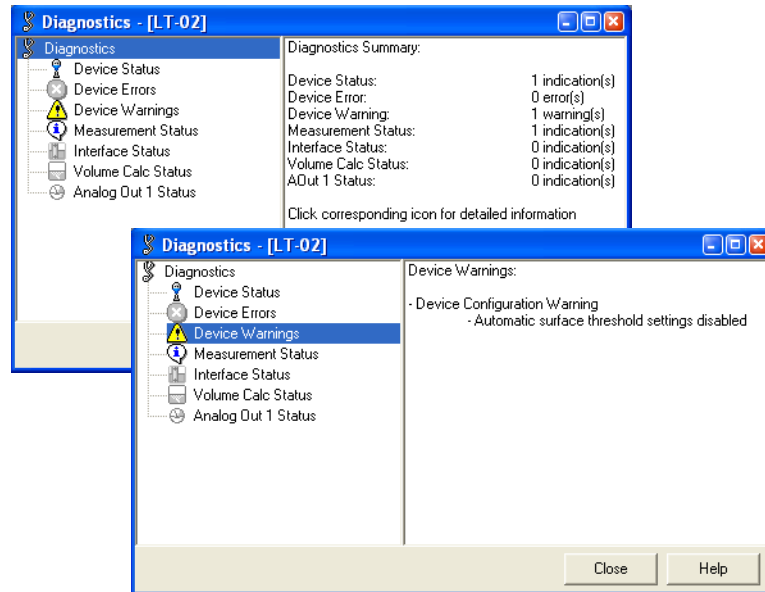 Diagnostics - [LT-02]
Diagnostics
Device Status
Device Errors
Device Warnings
Measurement Status
Interface Status
Volume Calc Status
Analog Out 1 Status
Diagnostics Summary:
Device Status: 1 indication(s)
Device Error: 0 error(s)
Device Warning: 1 warning(s)
Measurement Status: 1 indication(s)
Interface Status: 0 indication(s)
Volume Calc Status: 0 indication(s)
AOut 1 Status: 0 indication(s)
Click corresponding icon for detailed information
Diagnostics - [LT-02]
Diagnostics
Device Status
Device Errors
Device Warnings
Measurement Status
Interface Status
Volume Calc Status
Analog Out 1 Status
Device Warnings:
- Device Configuration Warning
- Automatic surface threshold settings disabled
Close Help